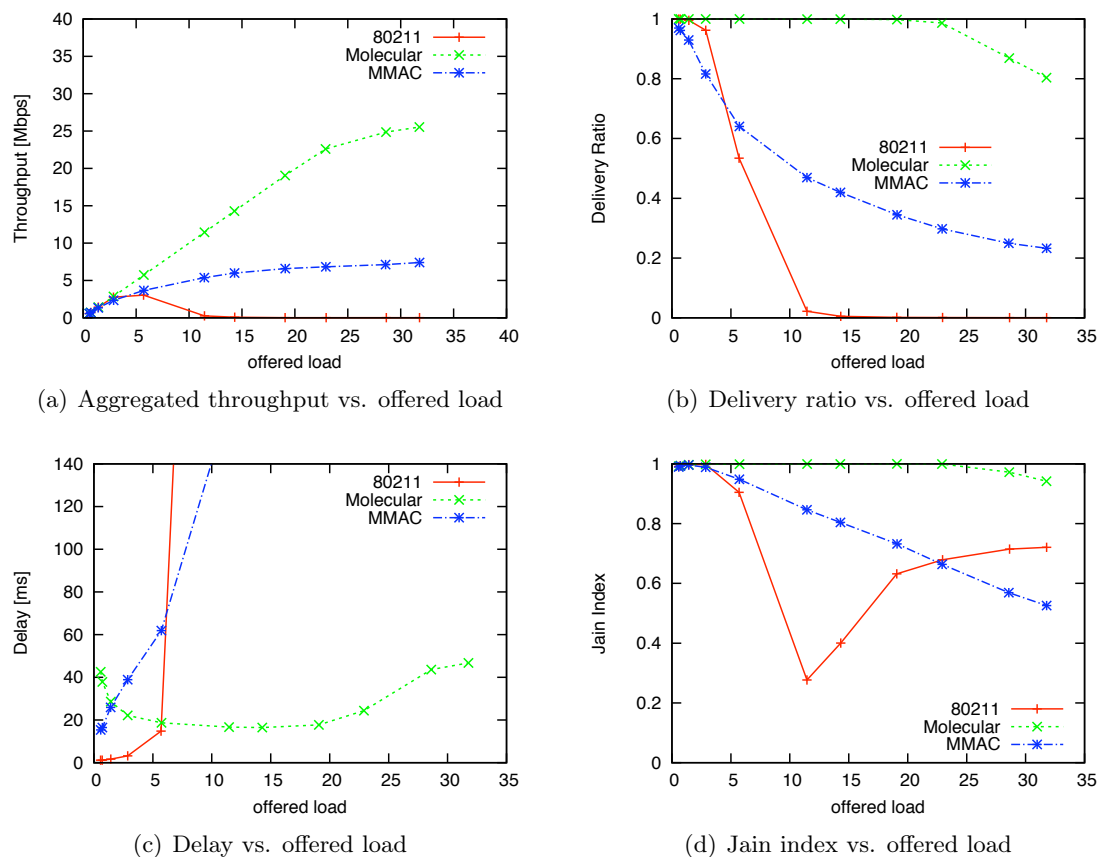 40
35
30
25
20
15
10
5
0
Throughput [Mbps]
80211
Molecular
MMAC
0 5 10 15 20 25 30 35 40
offered load
(a) Aggregated throughput vs. offered load
1
0.8
0.6
0.4
0.2
0
Delivery Ratio
80211
Molecular
MMAC
0 5 10 15 20 25 30 35
offered load
(b) Delivery ratio vs. offered load
140
120
100
80
60
40
20
0
Delay [ms]
80211
Molecular
MMAC
0 5 10 15 20 25 30 35
offered load
(c) Delay vs. offered load
1
0.8
0.6
0.4
0.2
0
Jain Index
80211
Molecular
MMAC
0 5 10 15 20 25 30 35
offered load
(d) Jain index vs. offered load